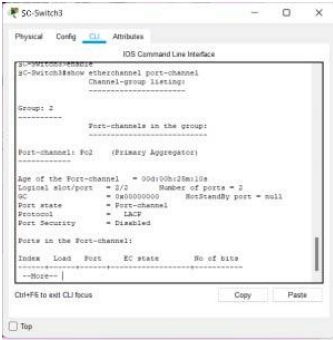 SC-Switch3
Physical Config CLI Attributes
IOS Command Line Interface
SC-Switch3>enable
SC-Switch3#show etherchannel port-channel
Channel-group listing:
----------------------
Group: 2
----------
Port-channels in the group:
---------------------------
Port-channel: Po2 (Primary Aggregator)
------------
Age of the Port-channel = 00d:00h:25m:10s
Logical slot/port = 2/2 Number of ports = 2
GC = 0x00000000 HotStandBy port = null
Port state = Port-channel
Protocol = LACP
Port Security = Disabled
Ports in the Port-channel:
Index Load Port EC state No of bits
------+------+------+------------------+-----------
--More--
Ctrl+F6 to exit CLI focus
Copy Paste
Top